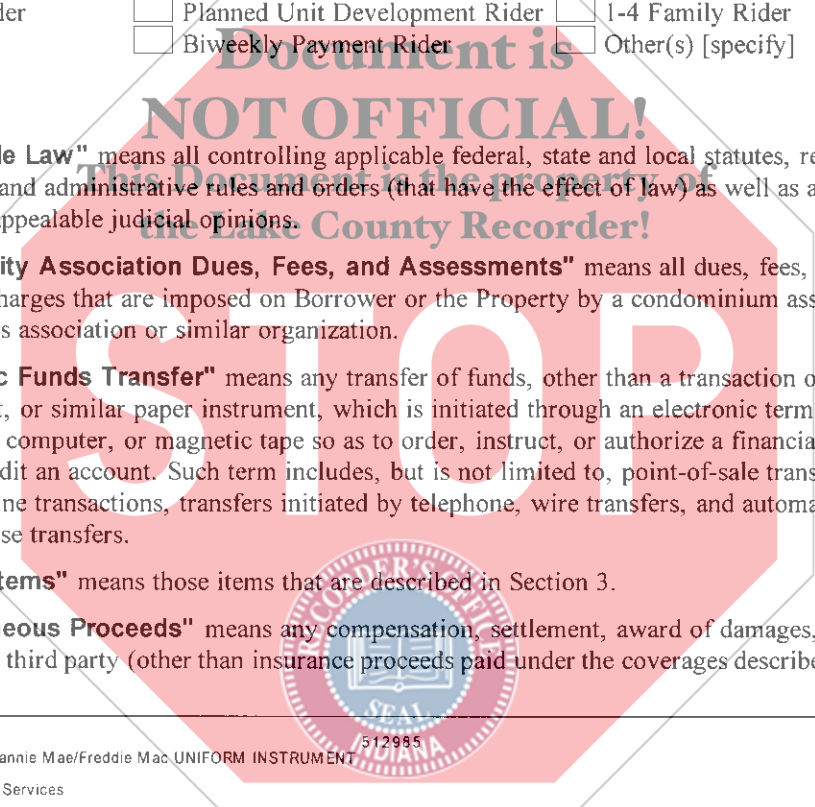 der Planned Unit Development Rider 1-4 Family Rider
Biweekly Payment Rider Other(s) [specify]
Document is
NOT OFFICIAL!
le Law" means all controlling applicable federal, state and local statutes, re
This Document is the property of
and administrative rules and orders (that have the effect of law) as well as a
ppealable judicial opinions.
the Lake County Recorder!
ity Association Dues, Fees, and Assessments" means all dues, fees,
harges that are imposed on Borrower or the Property by a condominium ass
s association or similar organization.
STOP
c Funds Transfer" means any transfer of funds, other than a transaction o
t, or similar paper instrument, which is initiated through an electronic term
computer, or magnetic tape so as to order, instruct, or authorize a financia
dit an account. Such term includes, but is not limited to, point-of-sale trans
ne transactions, transfers initiated by telephone, wire transfers, and automa
se transfers.
tems" means those items that are described in Section 3.
RECORDER'S OFFICE
eous Proceeds" means any compensation, settlement, award of damages,
third party (other than insurance proceeds paid under the coverages describe
SEAL
INDIANA
512985
annie Mae/Freddie Mac UNIFORM INSTRUMENT
Services